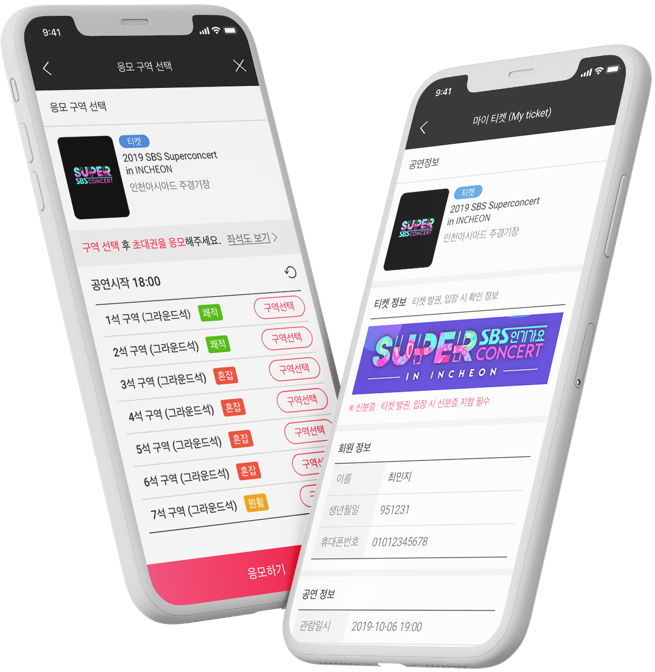 9:41
응모 구역 선택
응모 구역 선택
SUPER
SBS CONCERT
티켓
2019 SBS Superconcert
in INCHEON
인천아시아드 주경기장
구역 선택 후 초대권을 응모해주세요. 좌석도 보기
공연시작 18:00
1석 구역 (그라운드석) 쾌적 구역선택
2석 구역 (그라운드석) 쾌적 구역선택
3석 구역 (그라운드석) 혼잡 구역선택
4석 구역 (그라운드석) 혼잡 구역선택
5석 구역 (그라운드석) 혼잡 구역선택
6석 구역 (그라운드석) 혼잡
7석 구역 (그라운드석) 원활
응모하기
9:41
마이 티켓 (My ticket)
공연정보
SUPER
SBS CONCERT
티켓
2019 SBS Superconcert
in INCHEON
인천아시아드 주경기장
티켓 정보 티켓 발권, 입장 시 확인 정보
SUPER SBS 인기가요
CONCERT
IN INCHEON
※ 신분증 : 티켓 발권, 입장 시 신분증 지참 필수
회원 정보
이름 최민지
생년월일 951231
휴대폰번호 01012345678
공연 정보
관람일시 2019-10-06 19:00